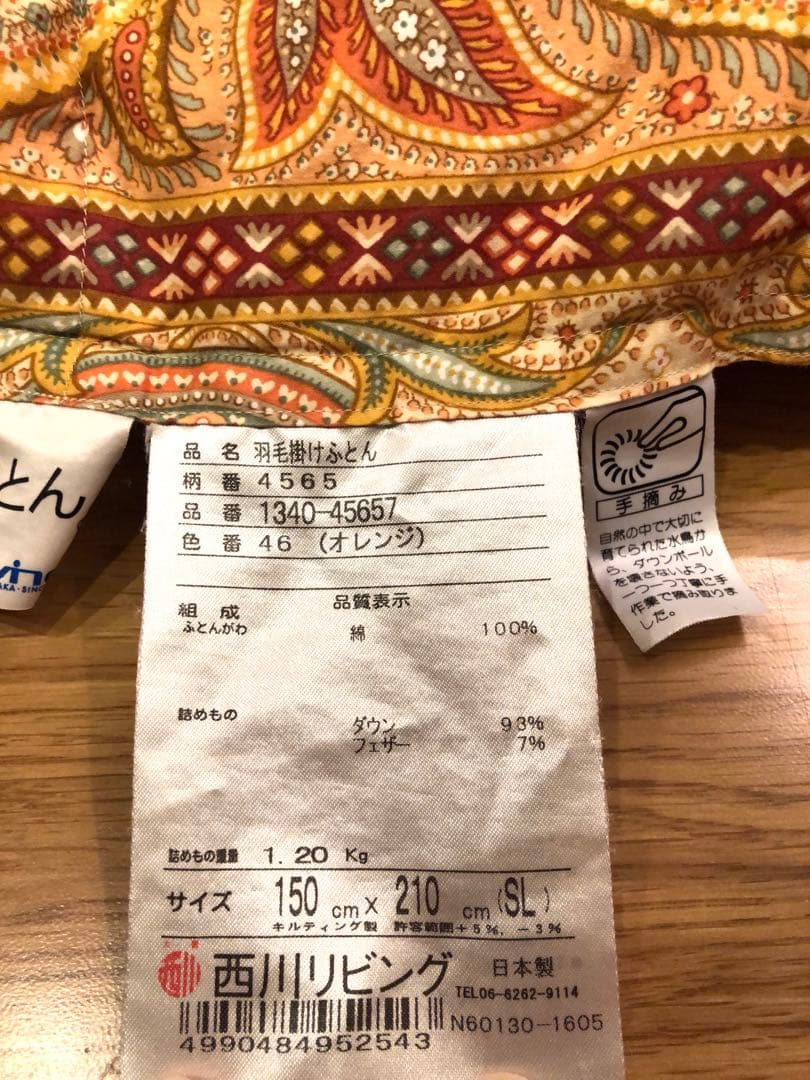 とん
AKA·SINC
品 名 羽毛掛けふとん
柄 番 4565
品 番 1340-45657
色 番 46 (オレンジ)
組 成 品質表示
ふとんがわ 綿 100%
詰めもの
ダウン 93%
フェザー 7%
詰めもの重量 1.20 Kg
サイズ 150cm×210cm(SL)
キルティング製 許容範囲+5%, -3%
西川リビング 日本製
TEL06-6262-9114
N60130-1605
4990484952543
手摘み
自然の中で大切に
育てられた水鳥か
ら、ダウンボール
を壊さないよう、
一つ一つ丁寧に手
作業で摘み取りま
した。